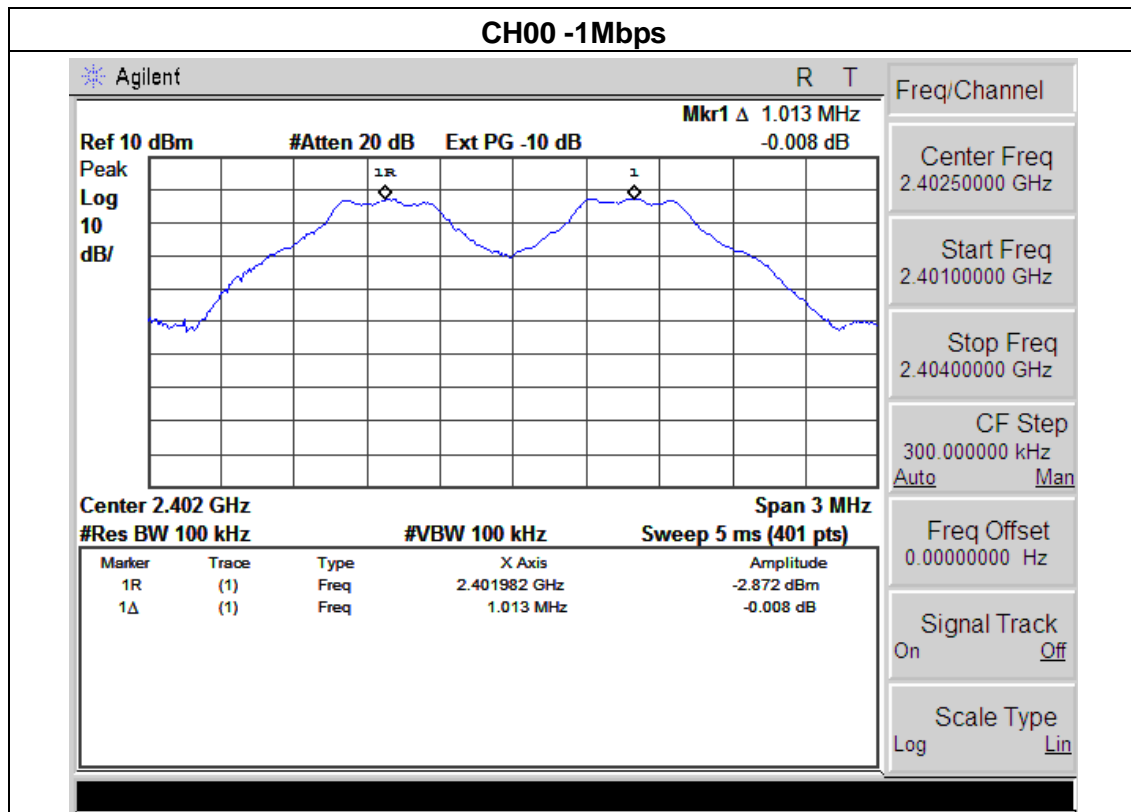 CH00 -1Mbps
Agilent R T
Mkr1 Δ 1.013 MHz
Ref 10 dBm #Atten 20 dB Ext PG -10 dB -0.008 dB
Peak
Log
10
dB/
1R 1
Center 2.402 GHz Span 3 MHz
#Res BW 100 kHz #VBW 100 kHz Sweep 5 ms (401 pts)
Marker Trace Type X Axis Amplitude
1R (1) Freq 2.401982 GHz -2.872 dBm
1Δ (1) Freq 1.013 MHz -0.008 dB
Freq/Channel
Center Freq
2.40250000 GHz
Start Freq
2.40100000 GHz
Stop Freq
2.40400000 GHz
CF Step
300.000000 kHz
Auto Man
Freq Offset
0.00000000 Hz
Signal Track
On Off
Scale Type
Log Lin